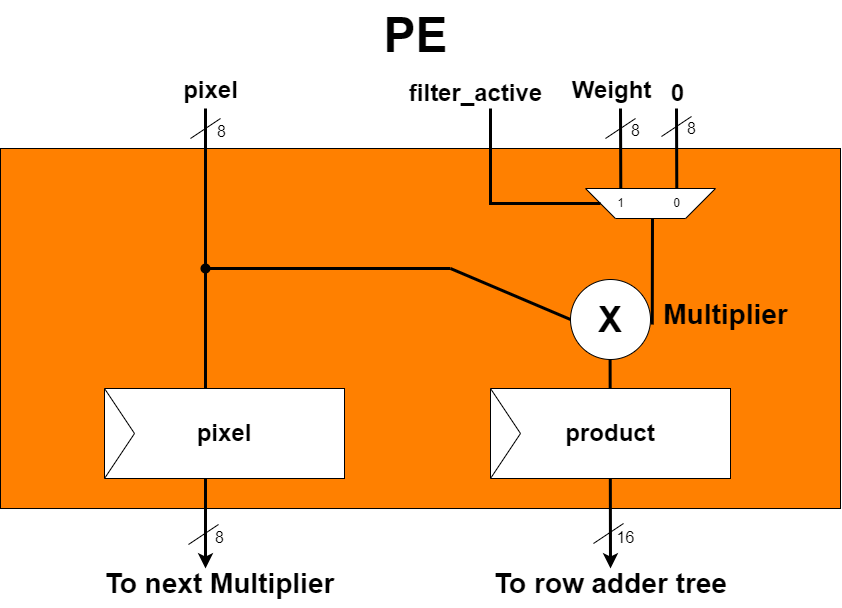 PE
pixel
filter_active
Weight
0
8
8
8
1
0
X
Multiplier
pixel
product
8
16
To next Multiplier
To row adder tree